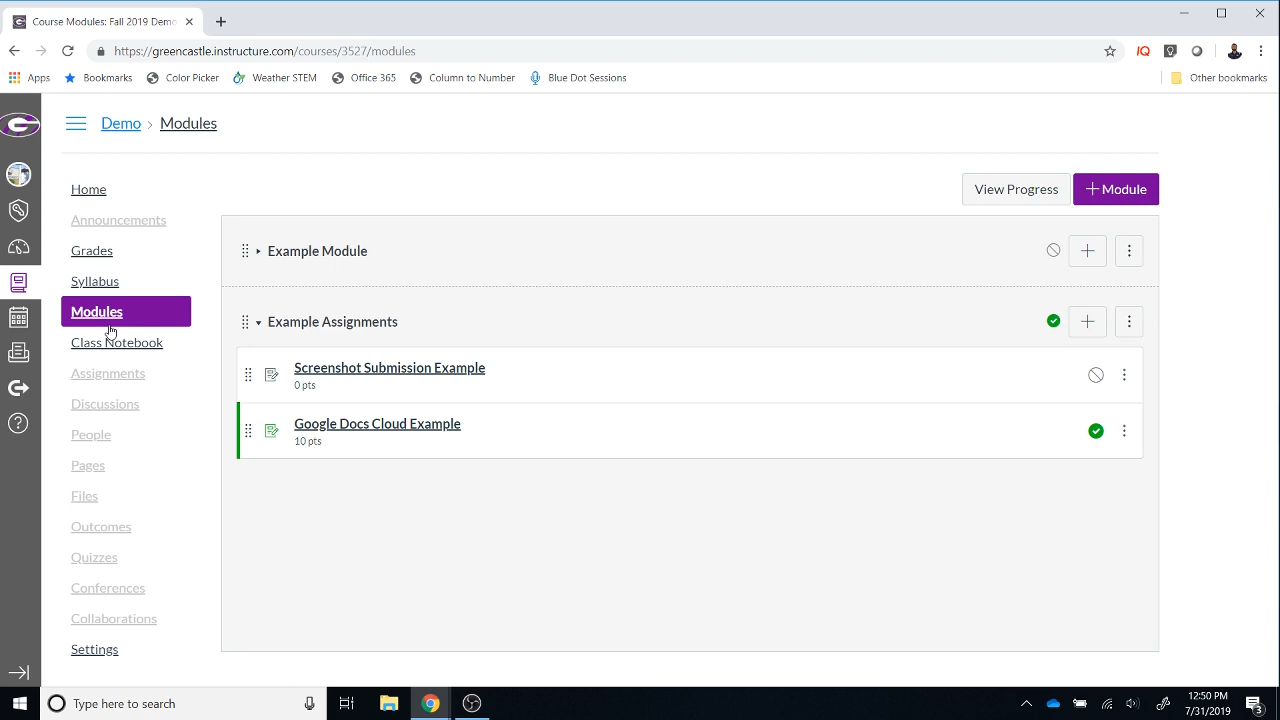 Course Modules: Fall 2019 Demo
https://greencastle.instructure.com/courses/3527/modules
IQ
Apps
Bookmarks
Color Picker
Weather STEM
Office 365
Column to Number
Blue Dot Sessions
Other bookmarks
G
Demo › Modules
Home
Announcements
Grades
Syllabus
Modules
Class Notebook
Assignments
Discussions
People
Pages
Files
Outcomes
Quizzes
Conferences
Collaborations
Settings
View Progress
+ Module
Example Module
Example Assignments
Screenshot Submission Example
0 pts
Google Docs Cloud Example
10 pts
Type here to search
12:50 PM
7/31/2019
3